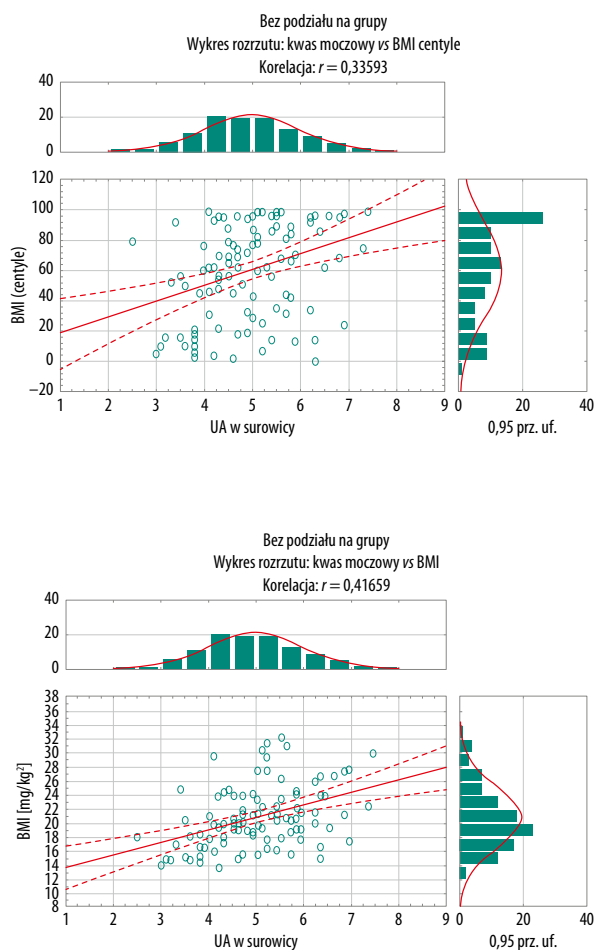 Bez podziału na grupy
Wykres rozrzutu: kwas moczowy vs BMI centyle
Korelacja: r = 0,33593
40
20
0
120
100
80
60
40
20
0
−20
BMI (centyle)
1 2 3 4 5 6 7 8 9
UA w surowicy
0 20 40
0,95 prz. uf.
Bez podziału na grupy
Wykres rozrzutu: kwas moczowy vs BMI
Korelacja: r = 0,41659
40
20
0
38
36
34
32
30
28
26
24
22
20
18
16
14
12
10
8
BMI [mg/kg²]
1 2 3 4 5 6 7 8 9
UA w surowicy
0 20 40
0,95 prz. uf.